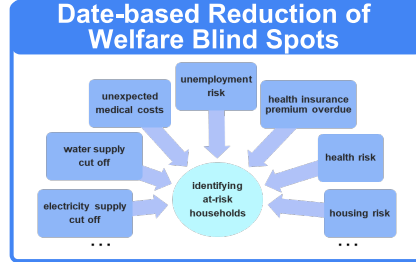 Date-based Reduction of
Welfare Blind Spots
unemployment
risk
unexpected
medical costs
health insurance
premium overdue
water supply
cut off
health risk
identifying
at-risk
households
electricity supply
cut off
housing risk
...
...